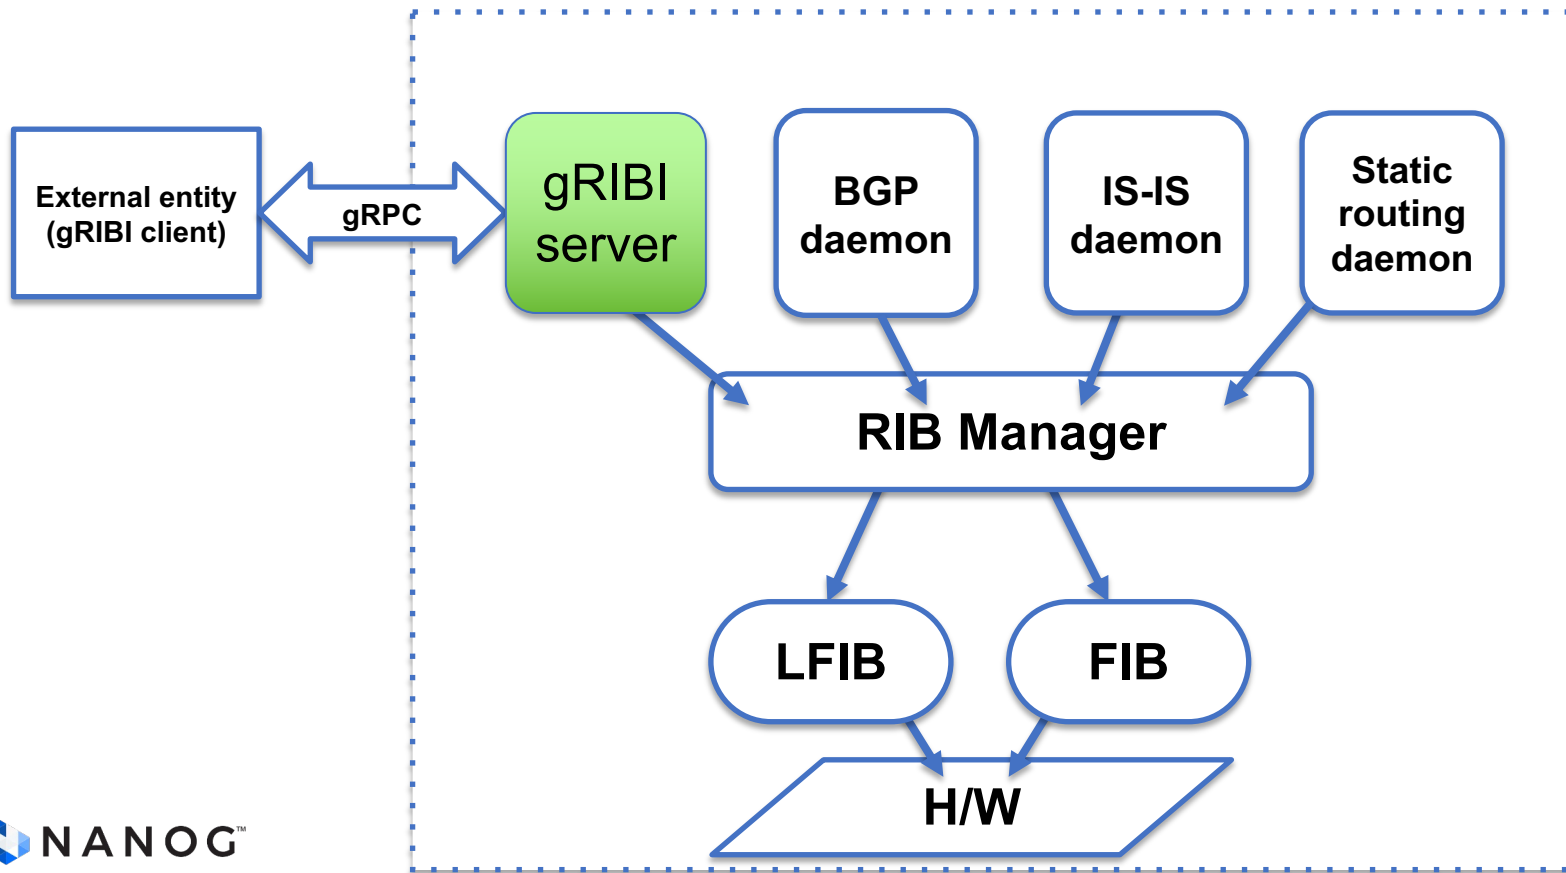 External entity
(gRIBI client)
gRPC
gRIBI
server
BGP
daemon
IS-IS
daemon
Static
routing
daemon
RIB Manager
LFIB
FIB
H/W
NANOG™